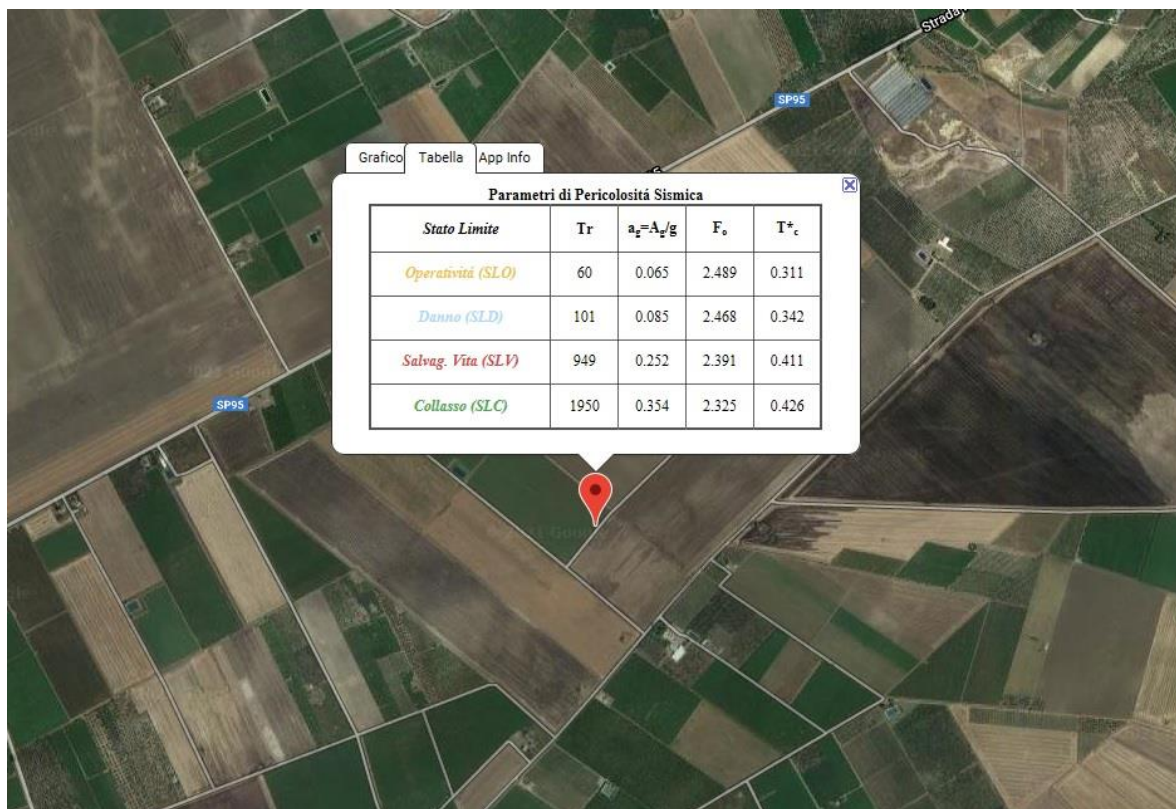 Strada
SP95
Grafico Tabella App Info
Parametri di Pericolositá Sismica
Stato Limite Tr ag=Ag/g Fo T*c
Operativitá (SLO) 60 0.065 2.489 0.311
Danno (SLD) 101 0.085 2.468 0.342
Salvag. Vita (SLV) 949 0.252 2.391 0.411
Collasso (SLC) 1950 0.354 2.325 0.426
SP95